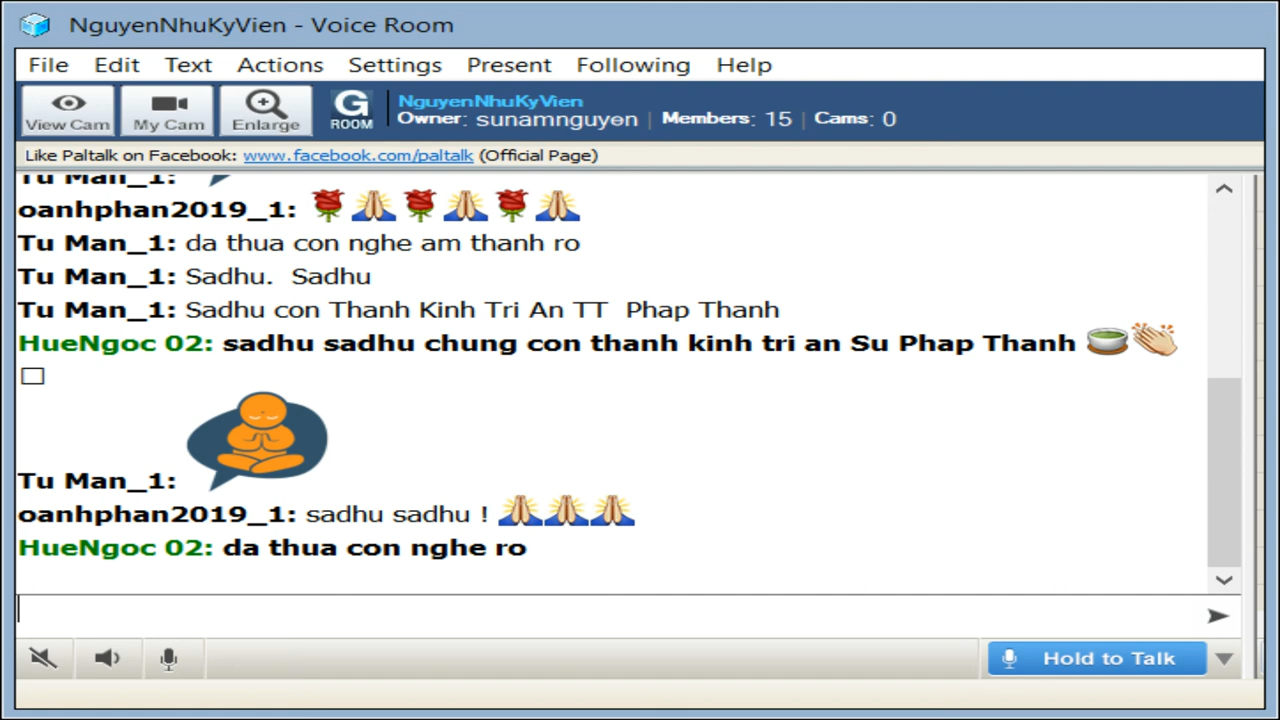 NguyenNhuKyVien - Voice Room
File Edit Text Actions Settings Present Following Help
View Cam My Cam Enlarge G ROOM
NguyenNhuKyVien
Owner: sunamnguyen | Members: 15 | Cams: 0
Like Paltalk on Facebook: www.facebook.com/paltalk (Official Page)
Tu Man_1:
oanhphan2019_1: 🌹🙏🌹🙏🌹🙏
Tu Man_1: da thua con nghe am thanh ro
Tu Man_1: Sadhu. Sadhu
Tu Man_1: Sadhu con Thanh Kinh Tri An TT Phap Thanh
HueNgoc 02: sadhu sadhu chung con thanh kinh tri an Su Phap Thanh 🍵👏
Tu Man_1:
oanhphan2019_1: sadhu sadhu ! 🙏🙏🙏
HueNgoc 02: da thua con nghe ro
Hold to Talk